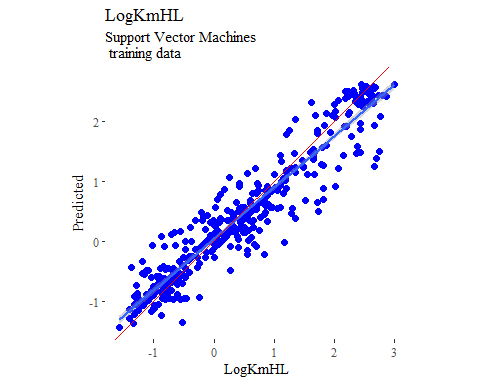 LogKmHL
Support Vector Machines
training data
Predicted
2
1
0
-1
-1
0
1
2
3
LogKmHL